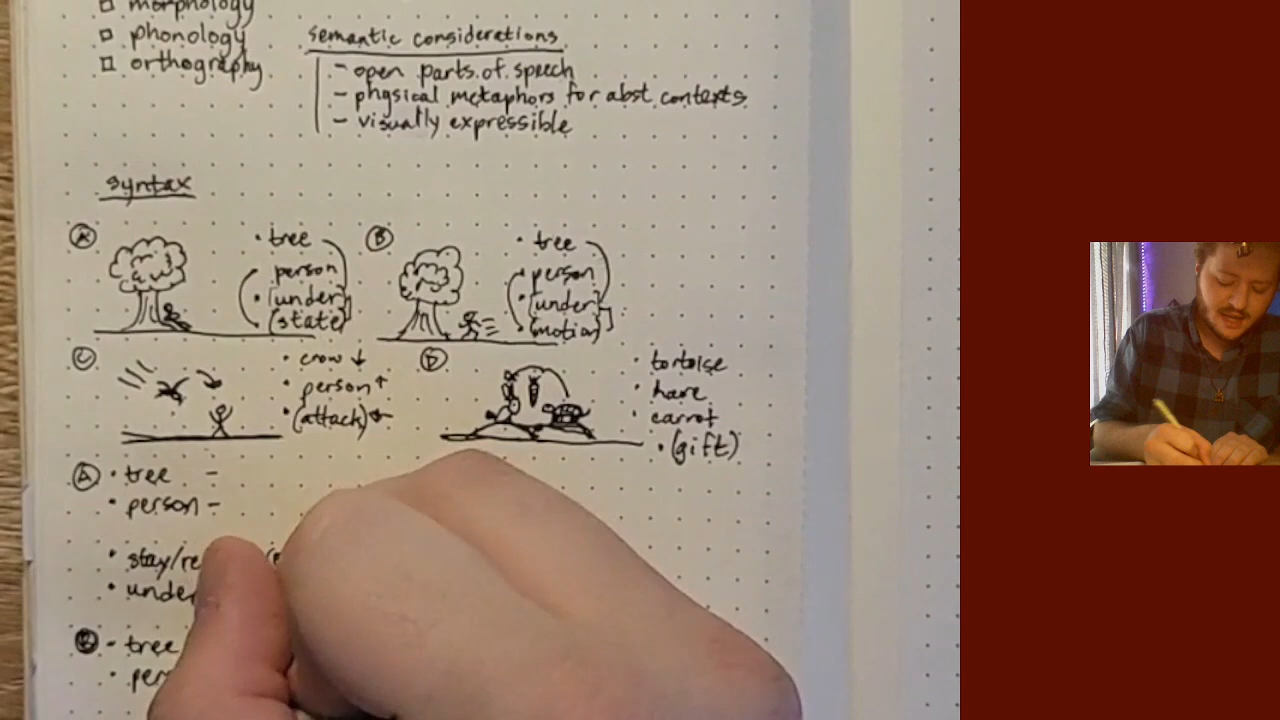 morphology
phonology
orthography
semantic considerations
- open parts of speech
- physical metaphors for abst contexts
- visually expressible
syntax
A
• tree
person
• [under]
(state)
B
• tree
person
• [under]
(motion)
C
• crow ↓
• person ↑
• (attack)
D
• tortoise
• hare
• carrot
• (gift)
A • tree -
• person -
• stay/re
• under
B - tree
• per